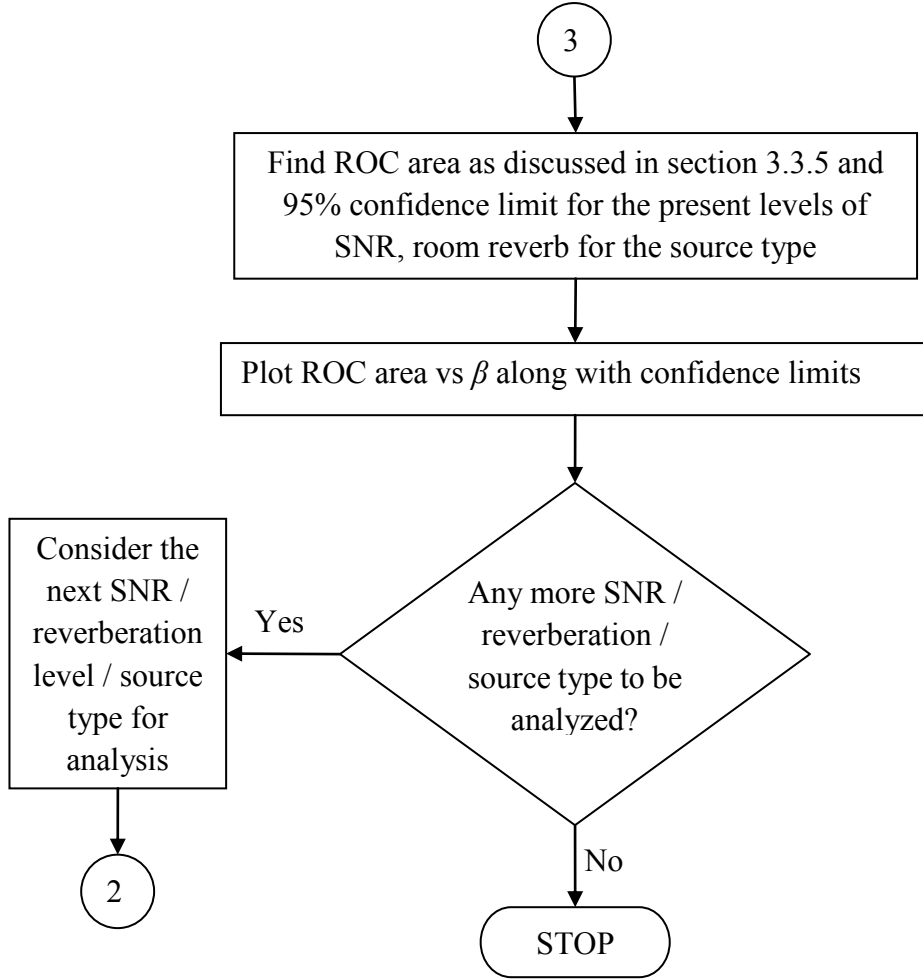 3
Find ROC area as discussed in section 3.3.5 and
95% confidence limit for the present levels of
SNR, room reverb for the source type
Plot ROC area vs β along with confidence limits
Any more SNR /
reverberation /
source type to be
analyzed?
Yes
Consider the
next SNR /
reverberation
level / source
type for
analysis
2
No
STOP